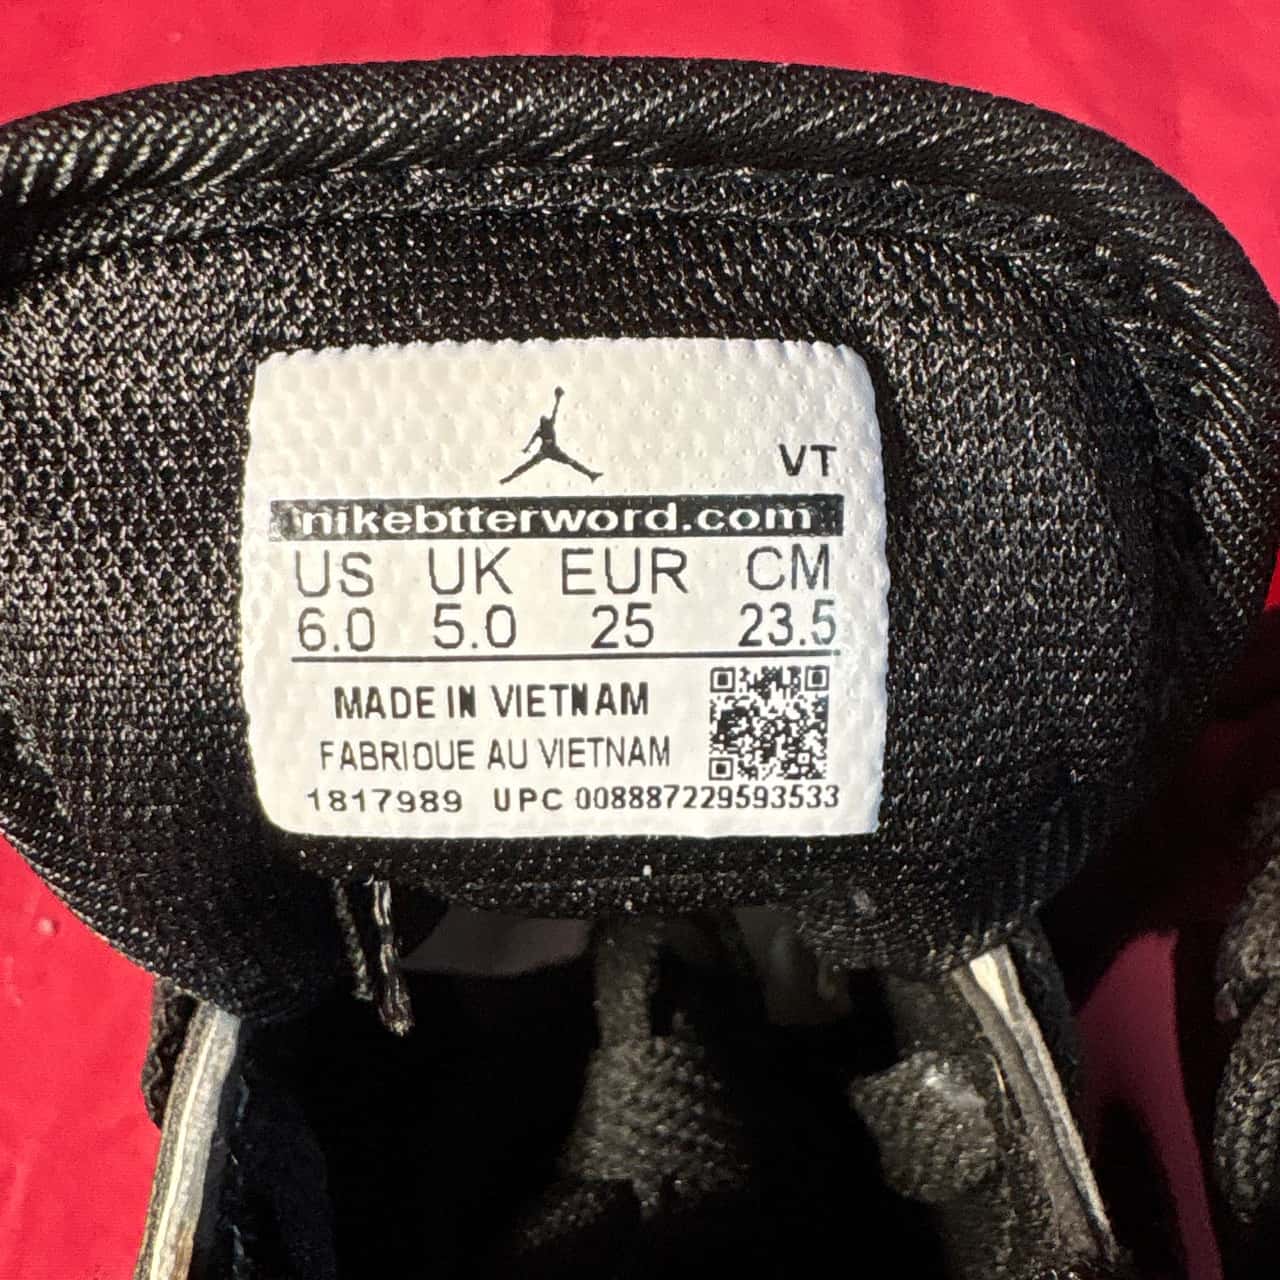 VT
nikebtterword.com
US UK EUR CM
6.0 5.0 25 23.5
MADE IN VIETNAM
FABRIQUE AU VIETNAM
1817989 UPC 008887229593533